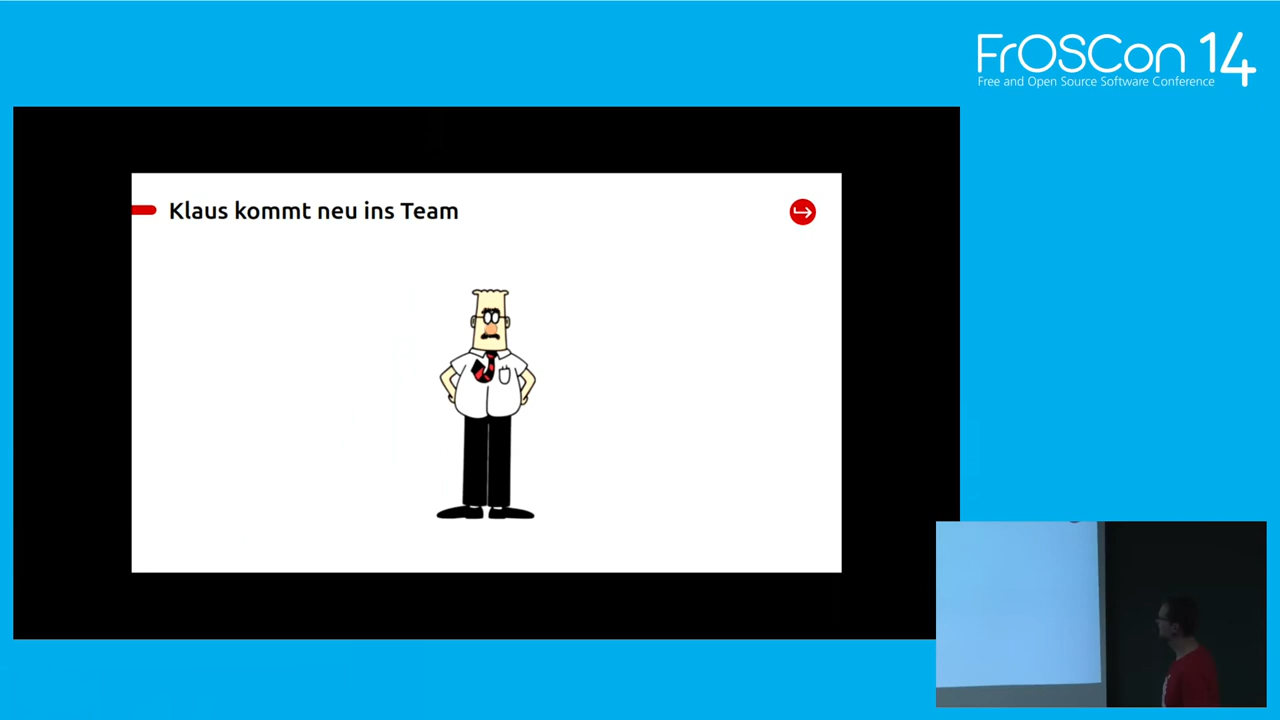 FrOSCon 14
Free and Open Source Software Conference
Klaus kommt neu ins Team